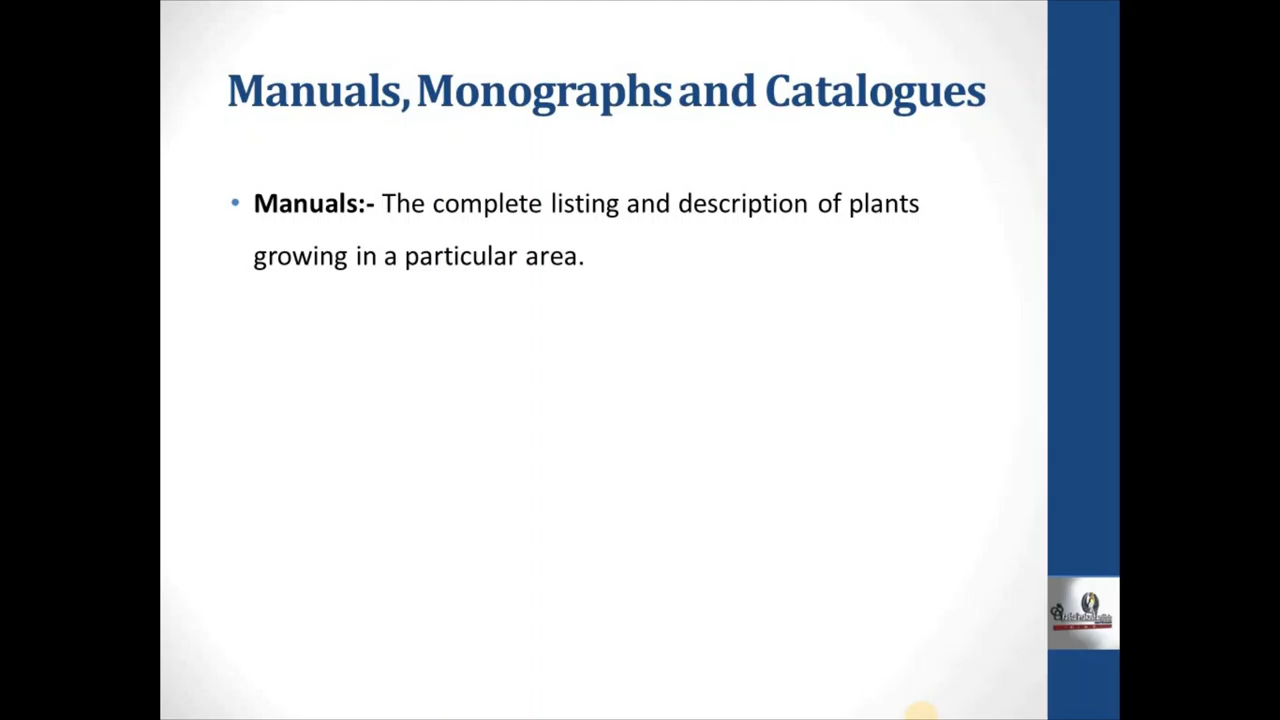 Manuals, Monographs and Catalogues
• Manuals:- The complete listing and description of plants
growing in a particular area.